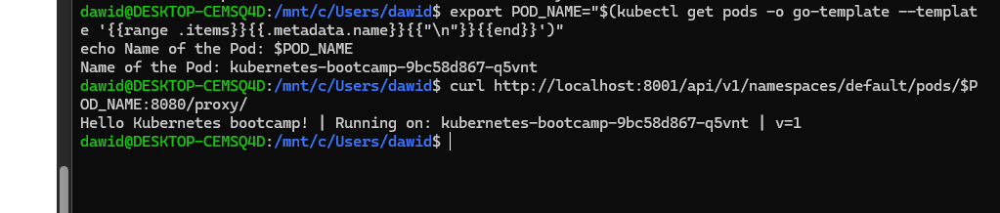 dawid@DESKTOP-CEMSQ4D:/mnt/c/Users/dawid$ export POD_NAME="$(kubectl get pods -o go-template --templat
e '{{range .items}}{{.metadata.name}}{{"\n"}}{{end}}')"
echo Name of the Pod: $POD_NAME
Name of the Pod: kubernetes-bootcamp-9bc58d867-q5vnt
dawid@DESKTOP-CEMSQ4D:/mnt/c/Users/dawid$ curl http://localhost:8001/api/v1/namespaces/default/pods/$P
OD_NAME:8080/proxy/
Hello Kubernetes bootcamp! | Running on: kubernetes-bootcamp-9bc58d867-q5vnt | v=1
dawid@DESKTOP-CEMSQ4D:/mnt/c/Users/dawid$